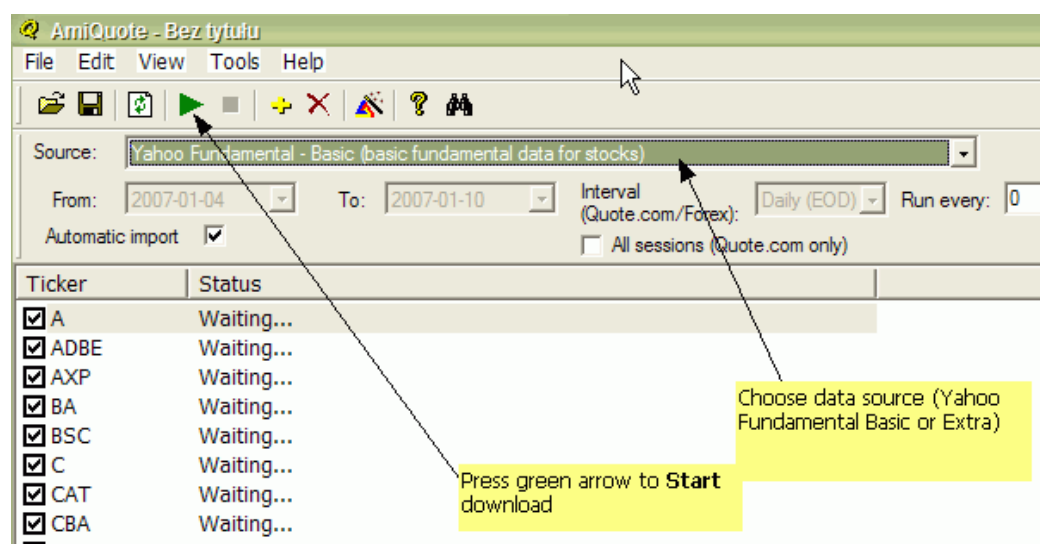 AmiQuote - Bez tytułu
File Edit View Tools Help
Source: Yahoo Fundamental - Basic (basic fundamental data for stocks)
From: 2007-01-04 To: 2007-01-10 Interval (Quote.com/Forex): Daily (EOD) Run every: 0
Automatic import All sessions (Quote.com only)
Ticker Status
A Waiting...
ADBE Waiting...
AXP Waiting...
BA Waiting...
BSC Waiting...
C Waiting...
CAT Waiting...
CBA Waiting...
Choose data source (Yahoo
Fundamental Basic or Extra)
Press green arrow to Start
download